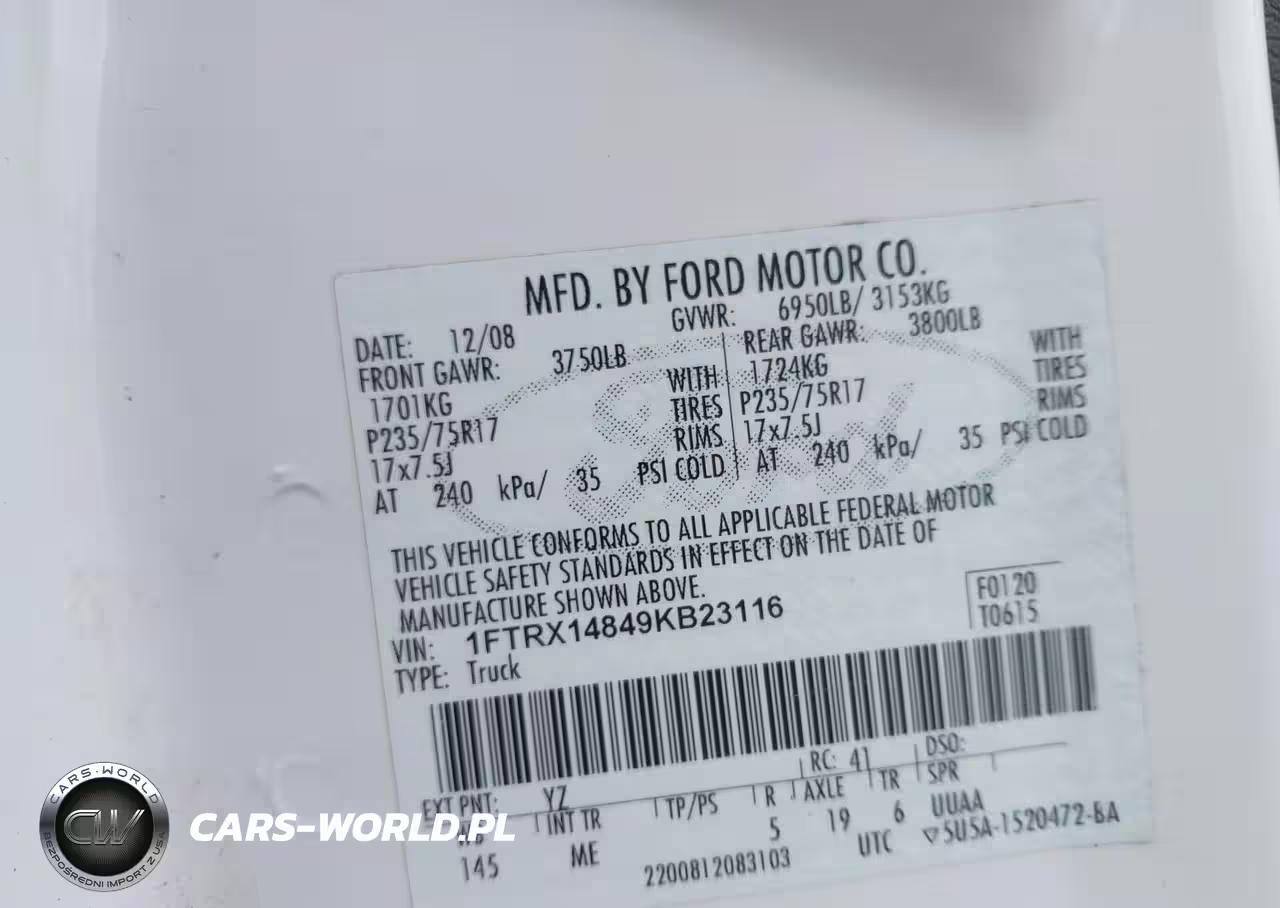 MFD. BY FORD MOTOR CO.
DATE: 12/08 GVWR: 6950LB/ 3153KG
FRONT GAWR: 3750LB REAR GAWR: 3800LB
1701KG WITH 1724KG WITH
P235/75R17 TIRES P235/75R17 TIRES
17x7.5J RIMS 17x7.5J RIMS
AT 240 kPa/ 35 PSI COLD AT 240 kPa/ 35 PSI COLD
THIS VEHICLE CONFORMS TO ALL APPLICABLE FEDERAL MOTOR
VEHICLE SAFETY STANDARDS IN EFFECT ON THE DATE OF
MANUFACTURE SHOWN ABOVE.
VIN: 1FTRX14849KB23116
F0120
T0615
TYPE: Truck
EXT PNT: YZ RC: 41 DSO:
WB INT TR TP/PS R AXLE TR SPR
145 ME 5 19 6 UUAA
2200812083103 UTC ▽5U5A-1520472-BA
Ford
CARS-WORLD
CW
BEZPOŚREDNI IMPORT Z USA
CARS-WORLD.PL